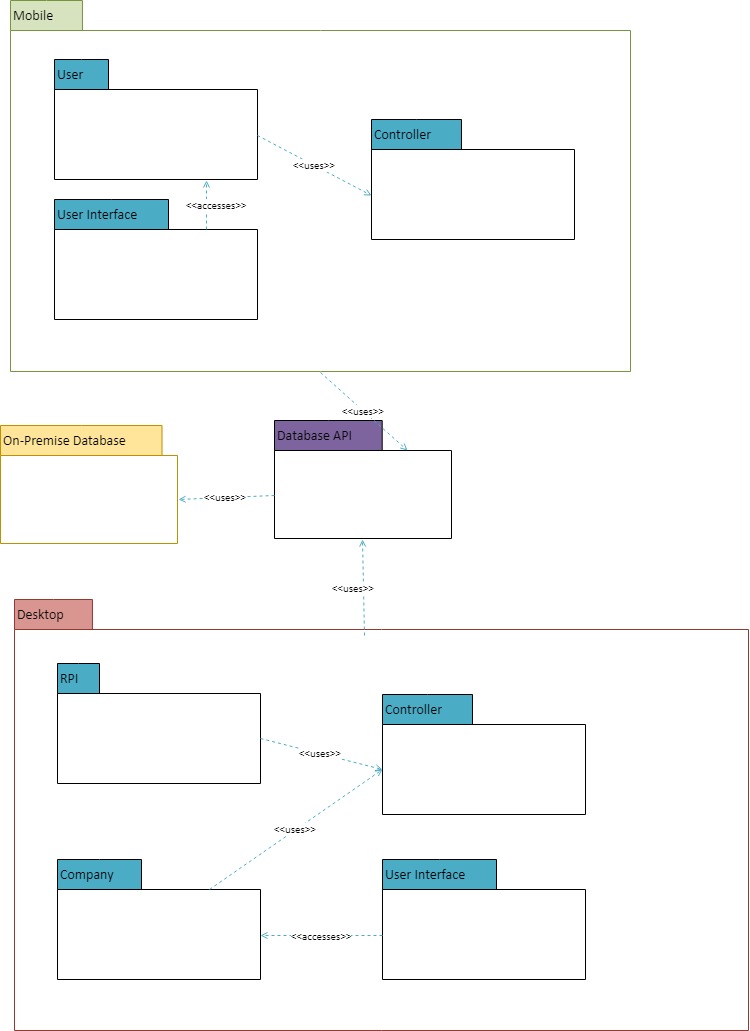 Mobile
User
Controller
<<uses>>
<<accesses>>
User Interface
<<uses>>
Database API
On-Premise Database
<<uses>>
<<uses>>
Desktop
RPI
Controller
<<uses>>
<<uses>>
Company
User Interface
<<accesses>>